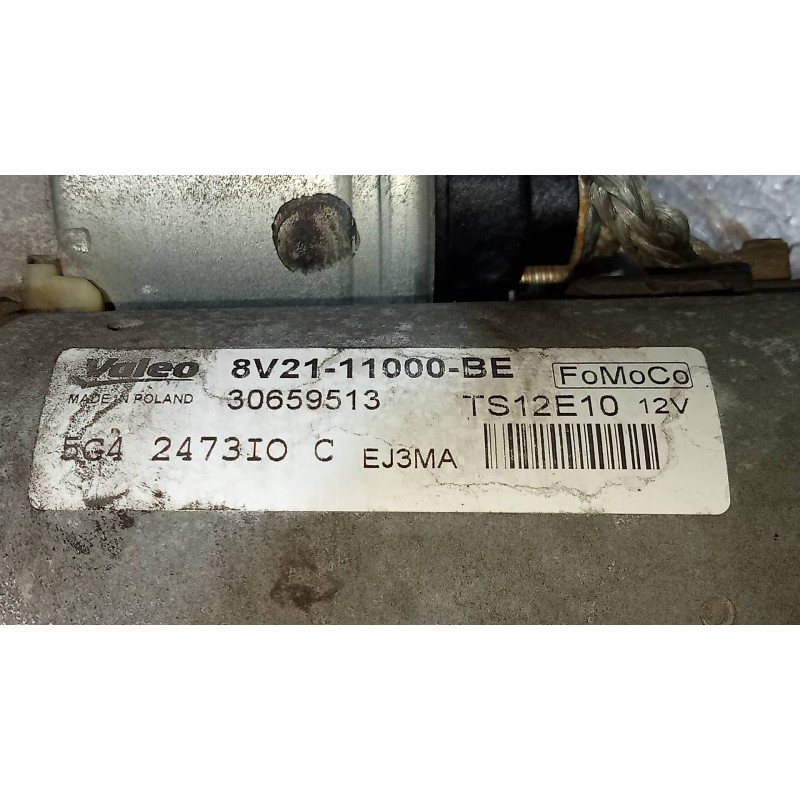 Valeo 8V21-11000-BE FoMoCo
MADE IN POLAND 30659513 TS12E10 12V
5G4 2473IO C EJ3MA